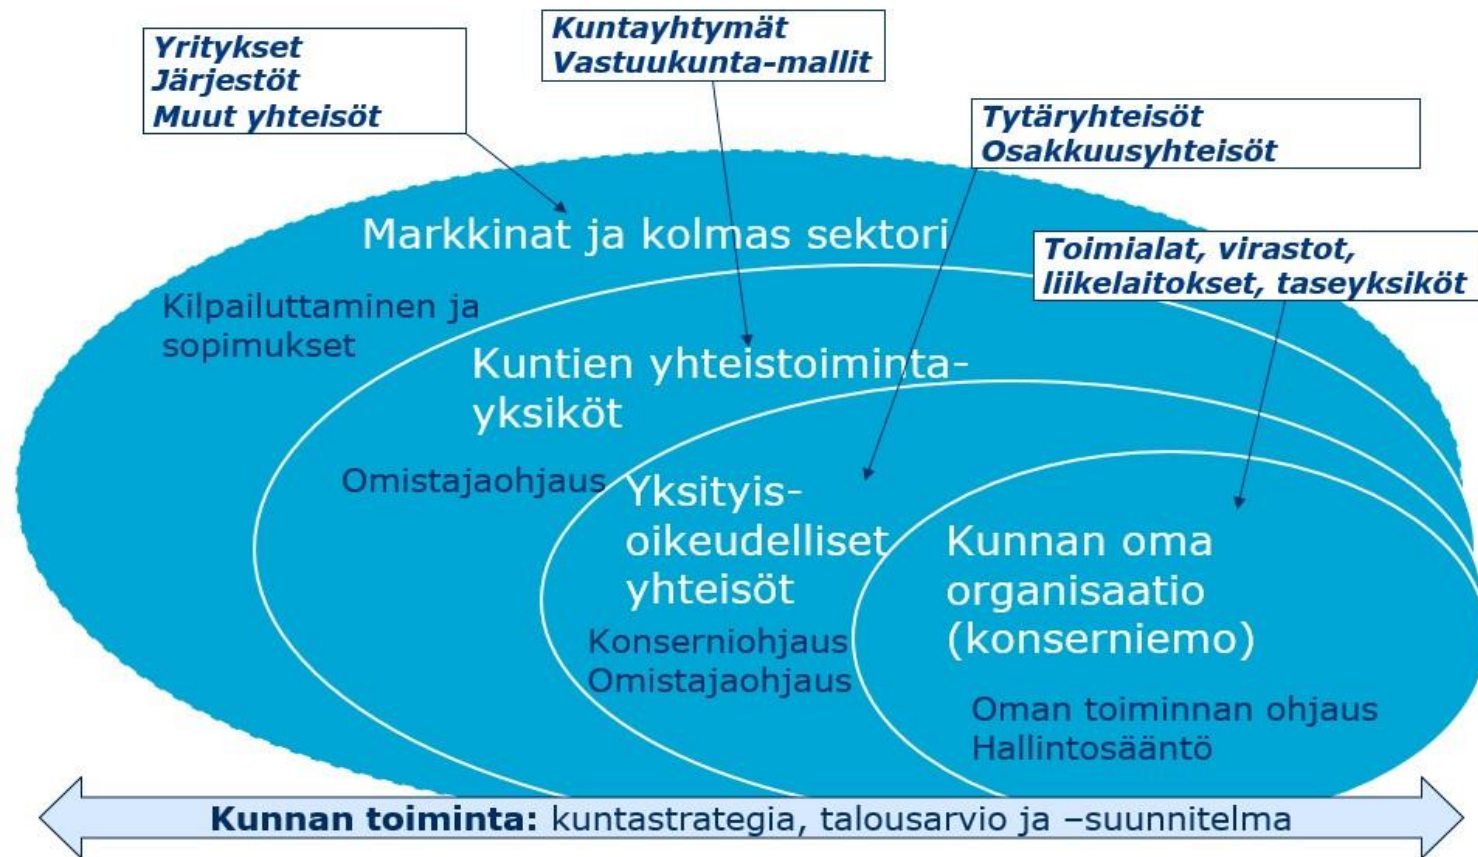 Yritykset
Järjestöt
Muut yhteisöt
Kuntayhtymät
Vastuukunta-mallit
Tytäryhteisöt
Osakkuusyhteisöt
Toimialat, virastot,
liikelaitokset, taseyksiköt
Markkinat ja kolmas sektori
Kilpailuttaminen ja
sopimukset
Kuntien yhteistoiminta-
yksiköt
Omistajaohjaus
Yksityis-
oikeudelliset
yhteisöt
Konserniohjaus
Omistajaohjaus
Kunnan oma
organisaatio
(konserniemo)
Oman toiminnan ohjaus
Hallintosääntö
Kunnan toiminta: kuntastrategia, talousarvio ja –suunnitelma